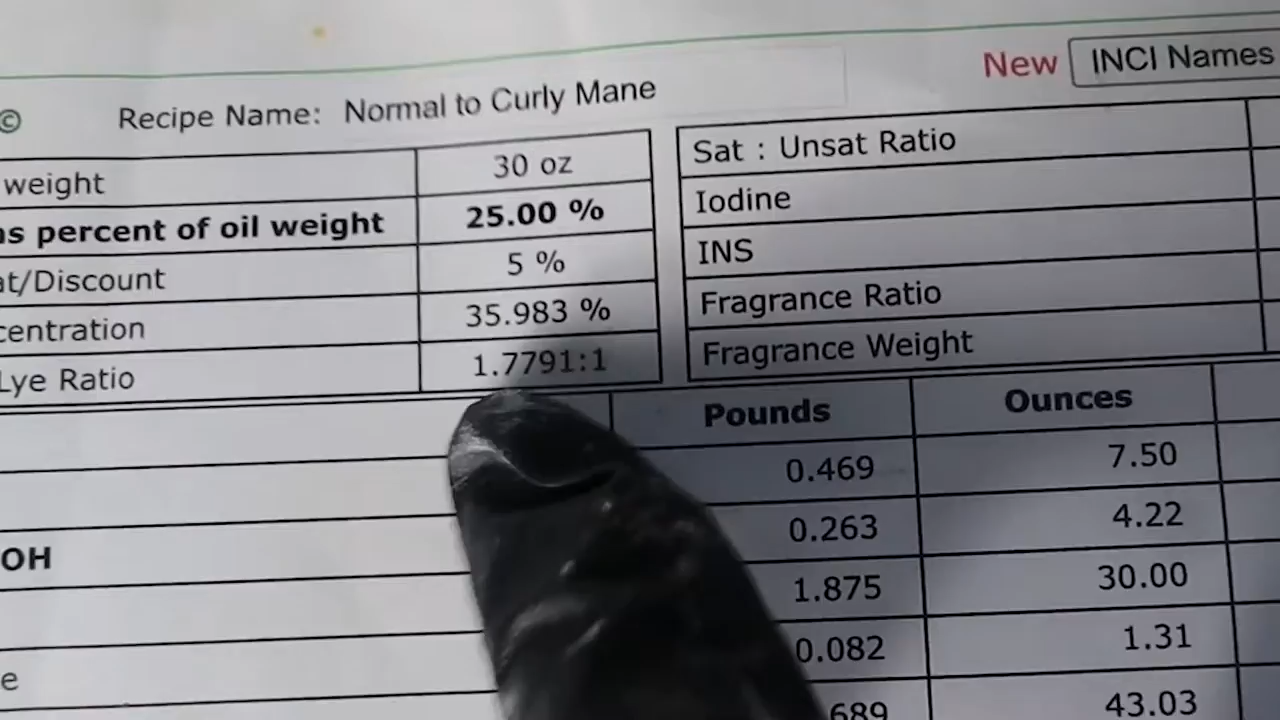 © Recipe Name: Normal to Curly Mane
New INCI Names
weight 30 oz
as percent of oil weight 25.00 %
at/Discount 5 %
centration 35.983 %
Lye Ratio 1.7791:1
Sat : Unsat Ratio
Iodine
INS
Fragrance Ratio
Fragrance Weight
Pounds Ounces
0.469 7.50
OH 0.263 4.22
1.875 30.00
e 0.082 1.31
689 43.03